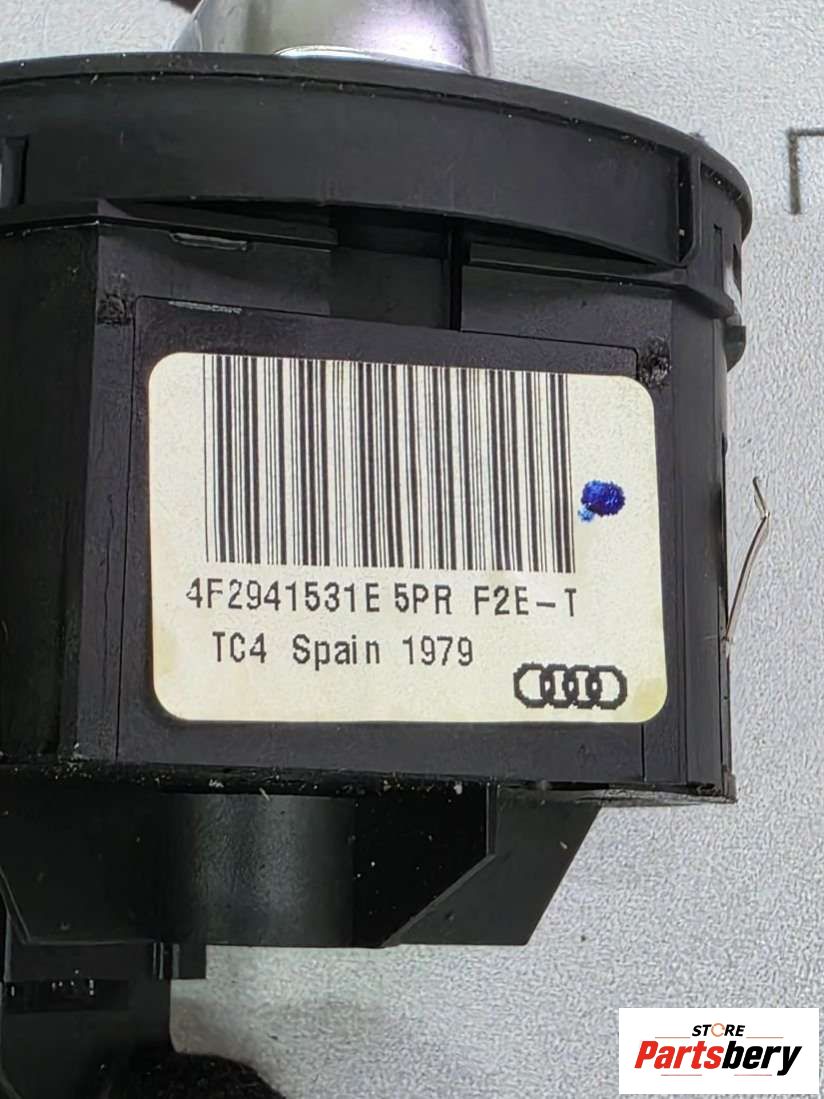 4F2941531E 5PR F2E-T
TC4 Spain 1979
STORE
Partsbery